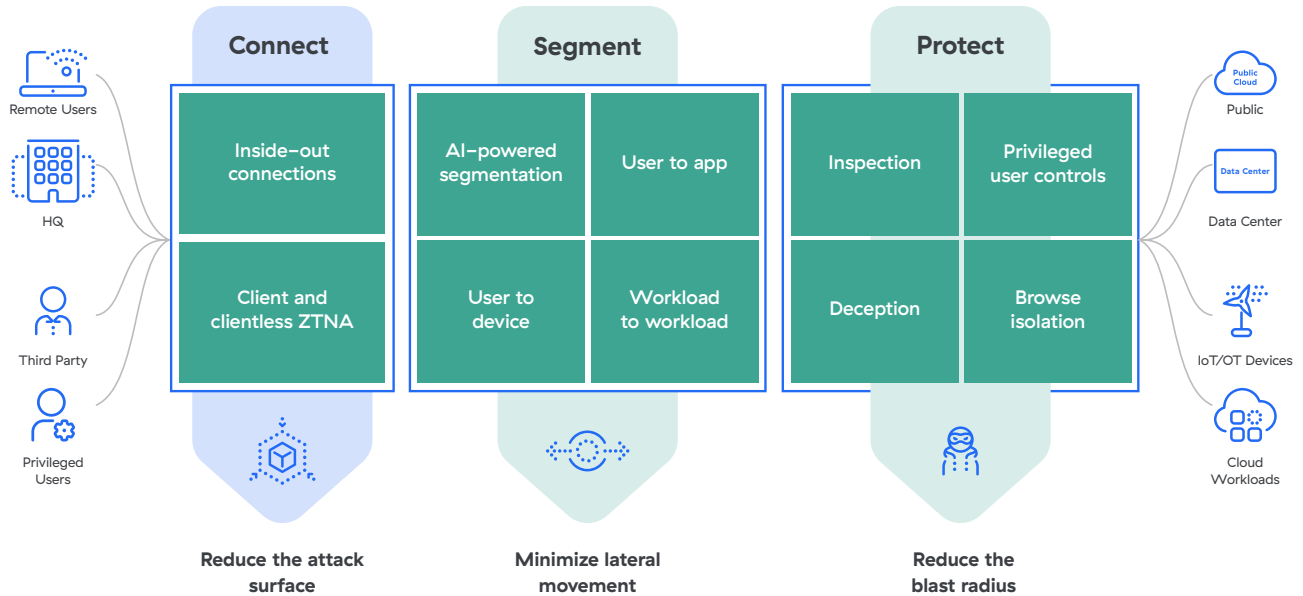 Connect
Segment
Protect
Remote Users
HQ
Third Party
Privileged
Users
Inside-out
connections
Client and
clientless ZTNA
AI-powered
segmentation
User to app
User to
device
Workload
to workload
Inspection
Privileged
user controls
Deception
Browse
isolation
Public
Cloud
Public
Data Center
Data Center
IoT/OT Devices
Cloud
Workloads
Reduce the attack
surface
Minimize lateral
movement
Reduce the
blast radius